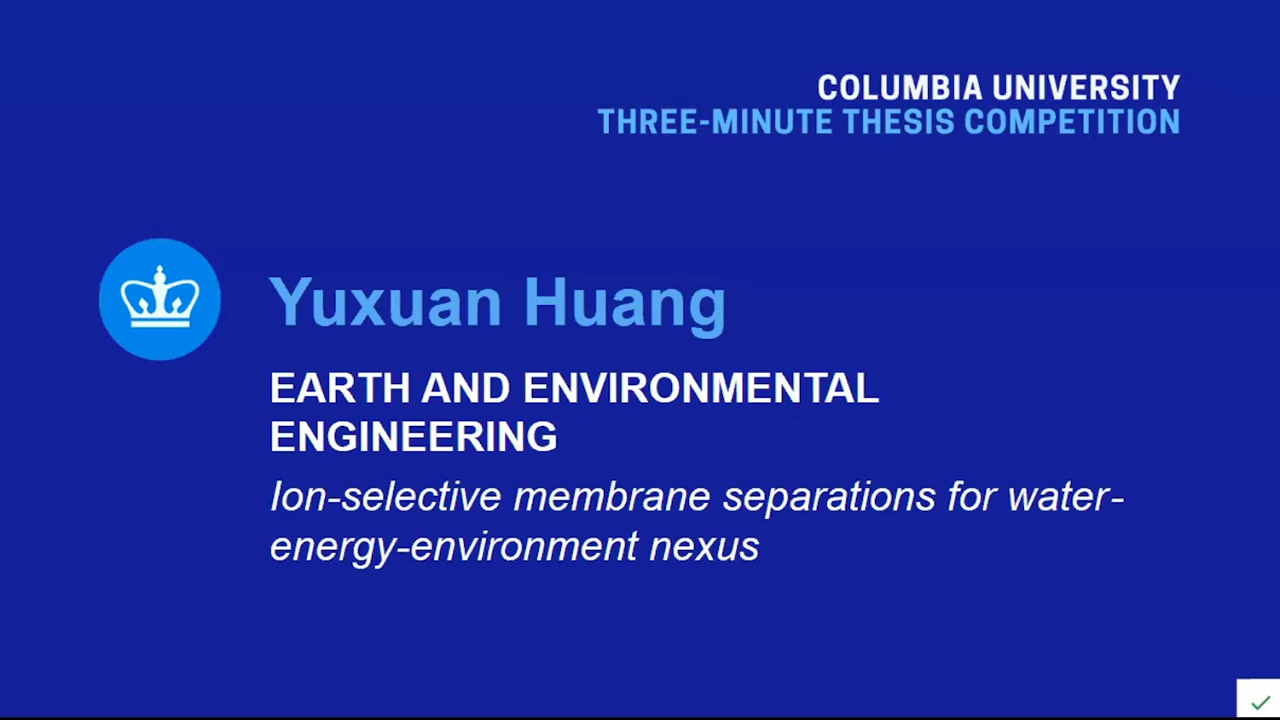 COLUMBIA UNIVERSITY
THREE-MINUTE THESIS COMPETITION
Yuxuan Huang
EARTH AND ENVIRONMENTAL
ENGINEERING
Ion-selective membrane separations for water-
energy-environment nexus